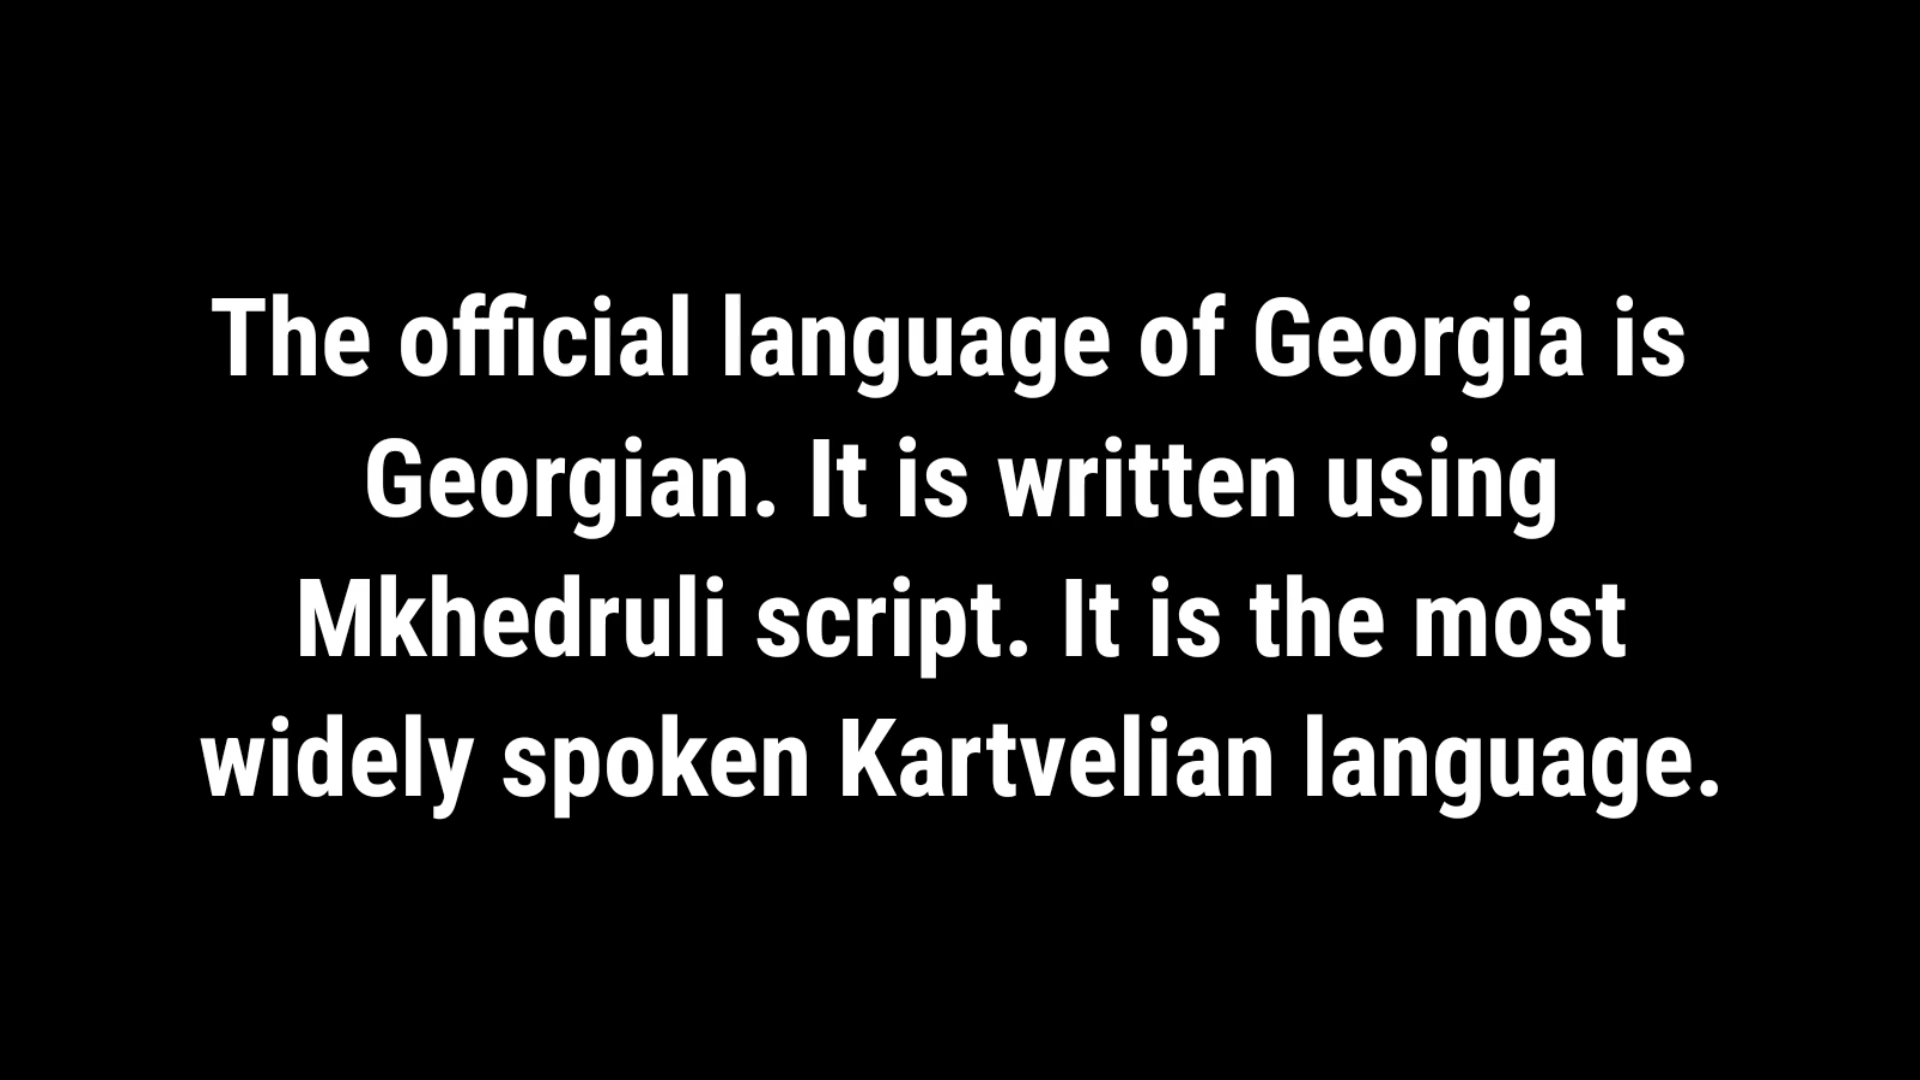 The official language of Georgia is
Georgian. It is written using
Mkhedruli script. It is the most
widely spoken Kartvelian language.